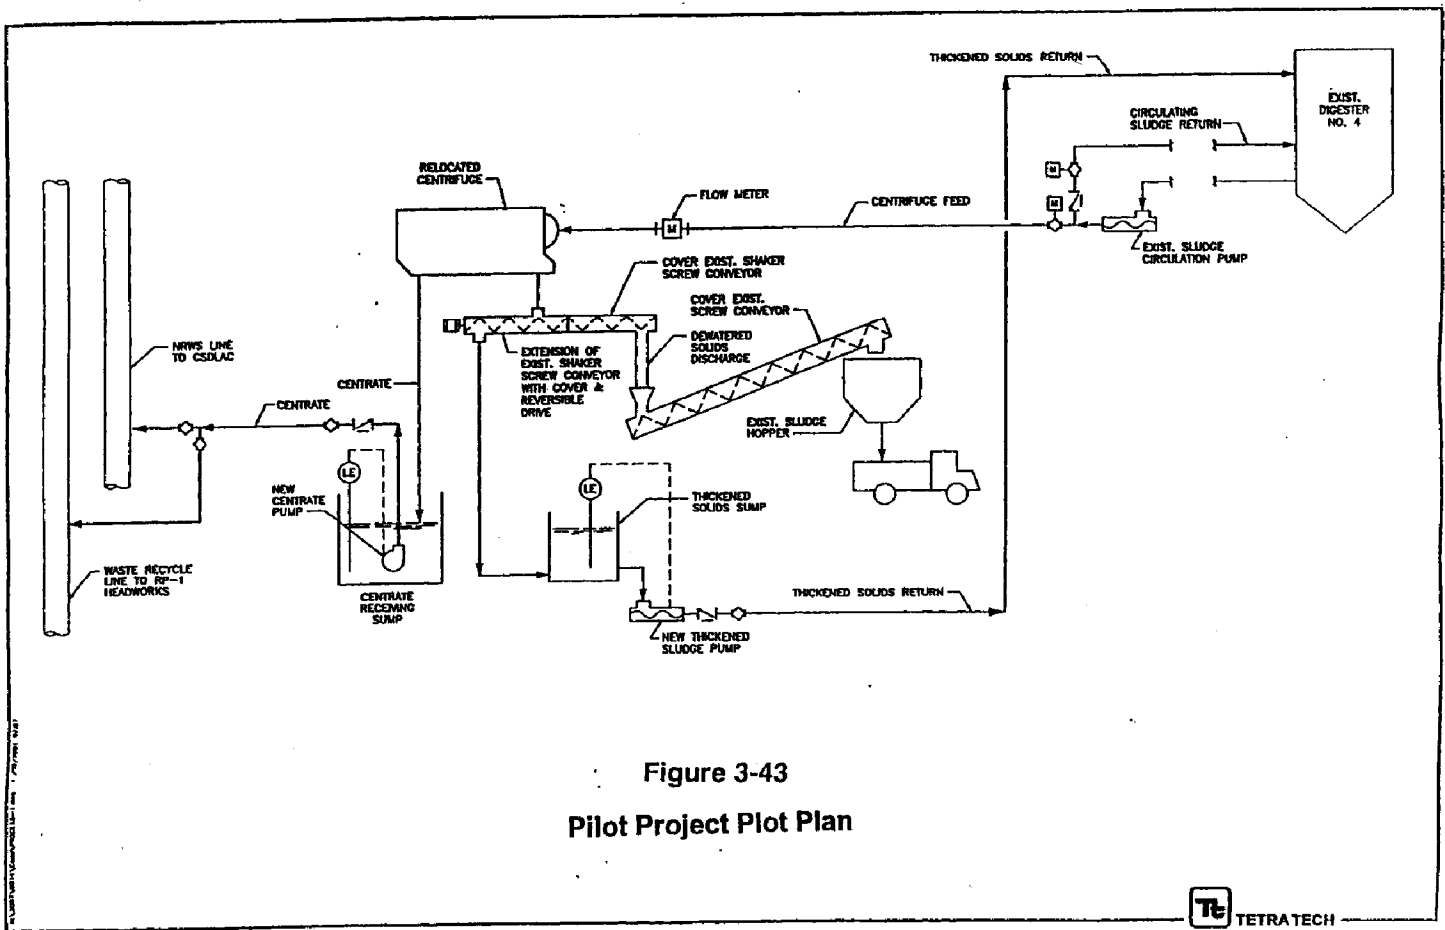 THICKENED SOLIDS RETURN
EXIST.
DIGESTER
NO. 4
CIRCULATING
SLUDGE RETURN
RELOCATED
CENTRIFUGE
FLOW METER
CENTRIFUGE FEED
M
M
M
EXIST. SLUDGE
CIRCULATION PUMP
COVER EXIST. SHAKER
SCREW CONVEYOR
COVER EXIST.
SCREW CONVEYOR
DEWATERED
SOLIDS
DISCHARGE
NRWS LINE
TO CSDLAC
EXTENSION OF
EXIST. SHAKER
SCREW CONVEYOR
WITH COVER &
REVERSIBLE
DRIVE
CENTRATE
CENTRATE
EXIST. SLUDGE
HOPPER
LE
LE
NEW
CENTRATE
PUMP
THICKENED
SOLIDS SUMP
WASTE RECYCLE
LINE TO RP-1
HEADWORKS
CENTRATE
RECEIVING
SUMP
THICKENED SOLIDS RETURN
NEW THICKENED
SLUDGE PUMP
Figure 3-43
Pilot Project Plot Plan
Tt TETRA TECH